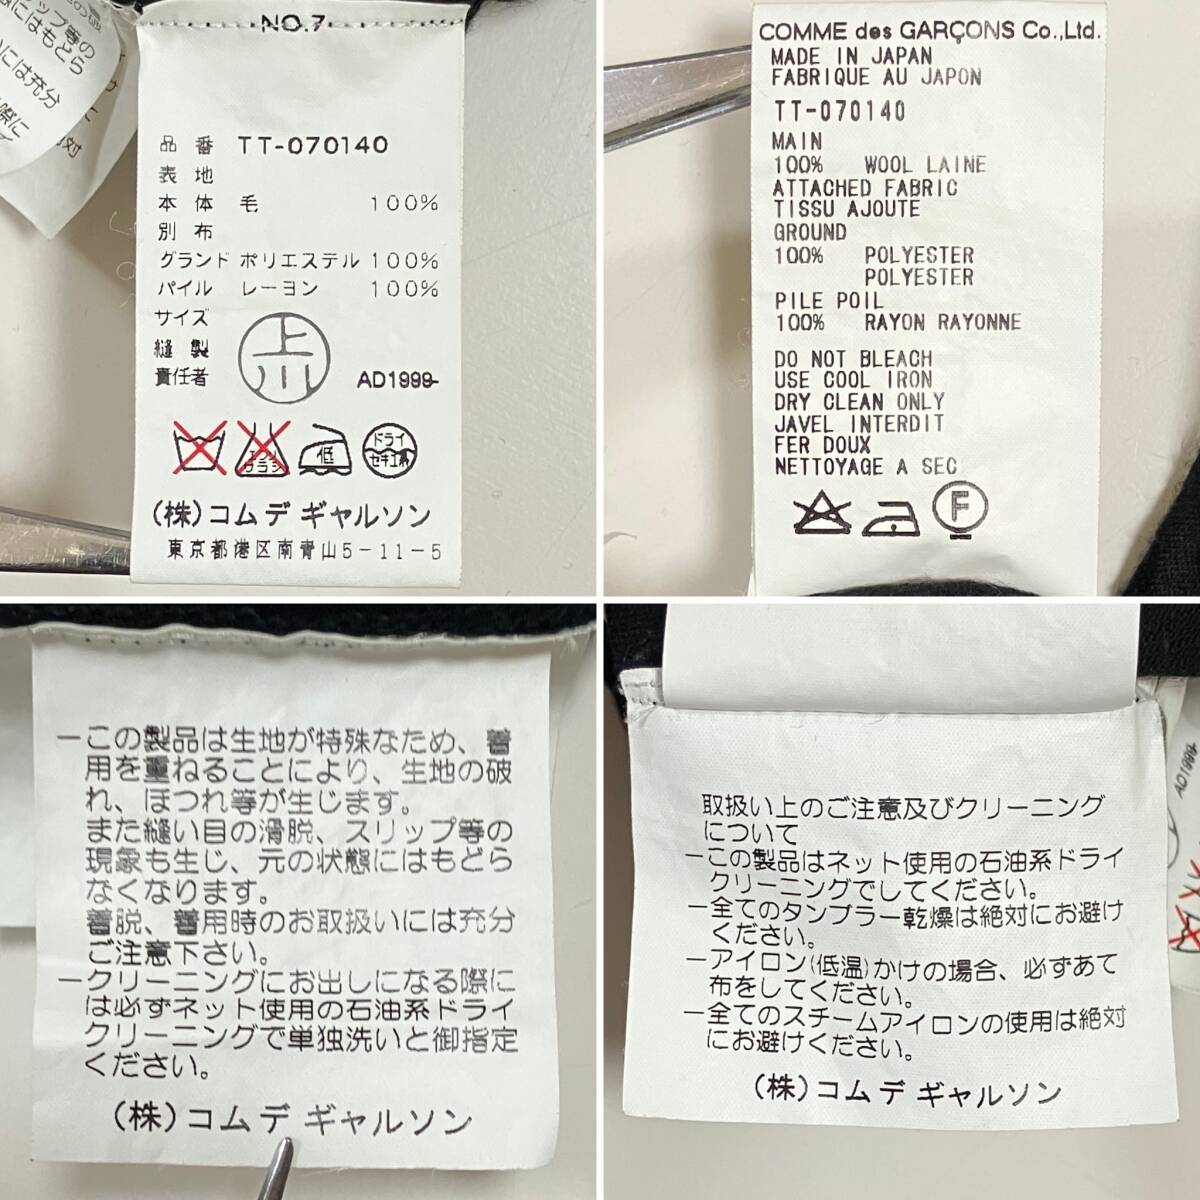 NO.7
品番 TT-070140
表地
本体 毛 100%
別布
グランド ポリエステル 100%
パイル レーヨン 100%
サイズ
縫製
責任者
上川
AD1999
低
ドライ
セキユ系
(株)コム デ ギャルソン
東京都港区南青山5-11-5
COMME des GARÇONS Co.,Ltd.
MADE IN JAPAN
FABRIQUE AU JAPON
TT-070140
MAIN
100% WOOL LAINE
ATTACHED FABRIC
TISSU AJOUTE
GROUND
100% POLYESTER
POLYESTER
PILE POIL
100% RAYON RAYONNE
DO NOT BLEACH
USE COOL IRON
DRY CLEAN ONLY
JAVEL INTERDIT
FER DOUX
NETTOYAGE A SEC
F
－この製品は生地が特殊なため、着
用を重ねることにより、生地の破
れ、ほつれ等が生じます。
また縫い目の滑脱、スリップ等の
現象も生じ、元の状態にはもどら
なくなります。
着脱、着用時のお取扱いには充分
ご注意下さい。
－クリーニングにお出しになる際に
は必ずネット使用の石油系ドライ
クリーニングで単独洗いと御指定
ください。
(株)コム デ ギャルソン
取扱い上のご注意及びクリーニング
について
－この製品はネット使用の石油系ドライ
クリーニングでしてください。
－全てのタンブラー乾燥は絶対にお避け
ください。
－アイロン(低温)かけの場合、必ずあて
布をしてください。
－全てのスチームアイロンの使用は絶対
にお避けください。
(株)コム デ ギャルソン
AD1999